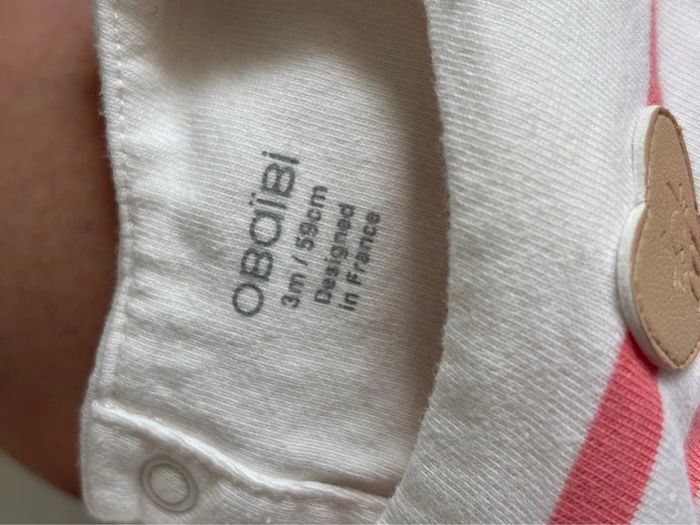 OBaïBi
3m / 59cm
Designed
in France